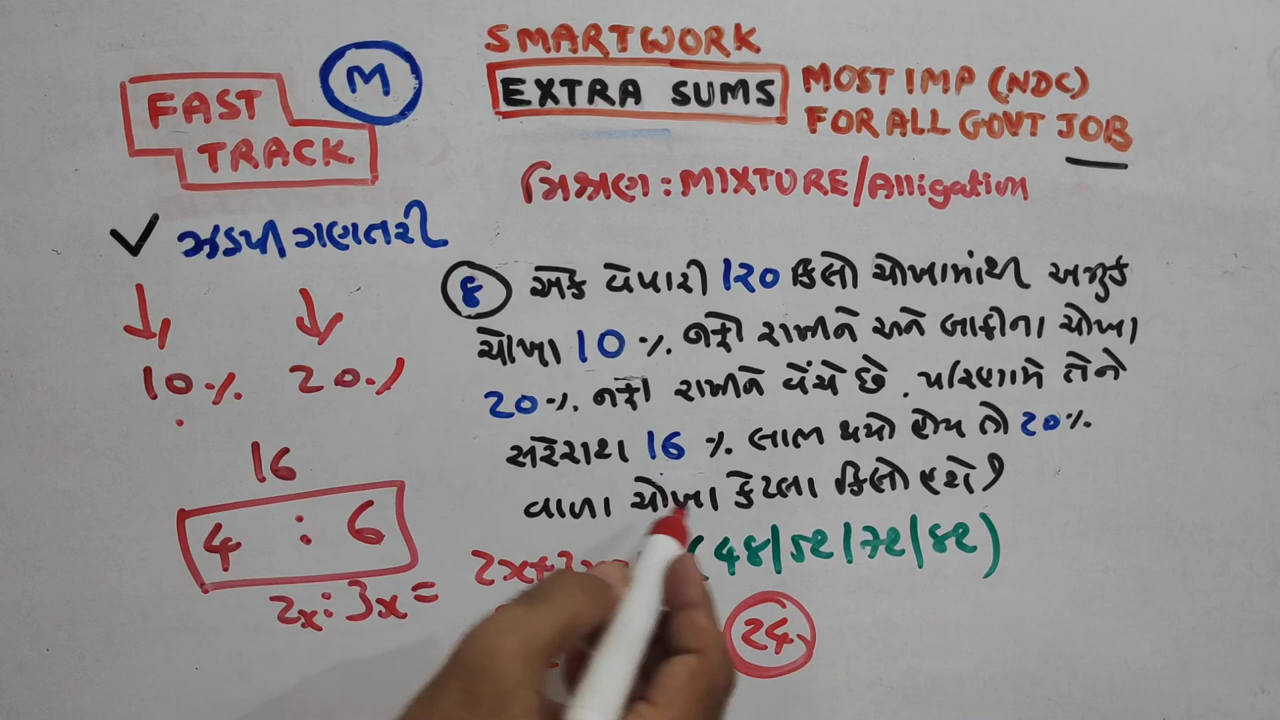 SMARTWORK
FAST
TRACK
M
EXTRA SUMS
MOST IMP (NDC)
FOR ALL GOVT JOB
મિશ્રણ : MIXTURE/Alligation
✓ ઝડપી ગણતરી
10% 20%
16
4 : 6
2x : 3x =
૬ એક વેપારી 120 કિલો ચોખામાંથી અમુક
ચોખા 10 % નફો રાખીને અને બાકીના ચોખા
20 %. નફો રાખીને વેંચે છે. પરિણામે તેને
સરેરાશ 16 % લાભ થયો હોય તો 20%
વાળા ચોખા કેટલા કિલો હશે?
(48/52/72/82)
24